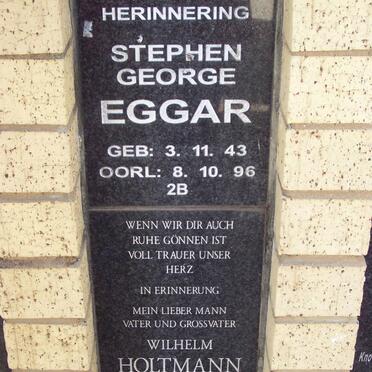 HERINNERING
STEPHEN
GEORGE
EGGAR
GEB: 3. 11. 43
OORL: 8. 10. 96
2B
WENN WIR DIR AUCH
RUHE GÖNNEN IST
VOLL TRAUER UNSER
HERZ
IN ERINNERUNG
MEIN LIEBER MANN
VATER UND GROSSVATER
WILHELM
HOLTMANN
Kno